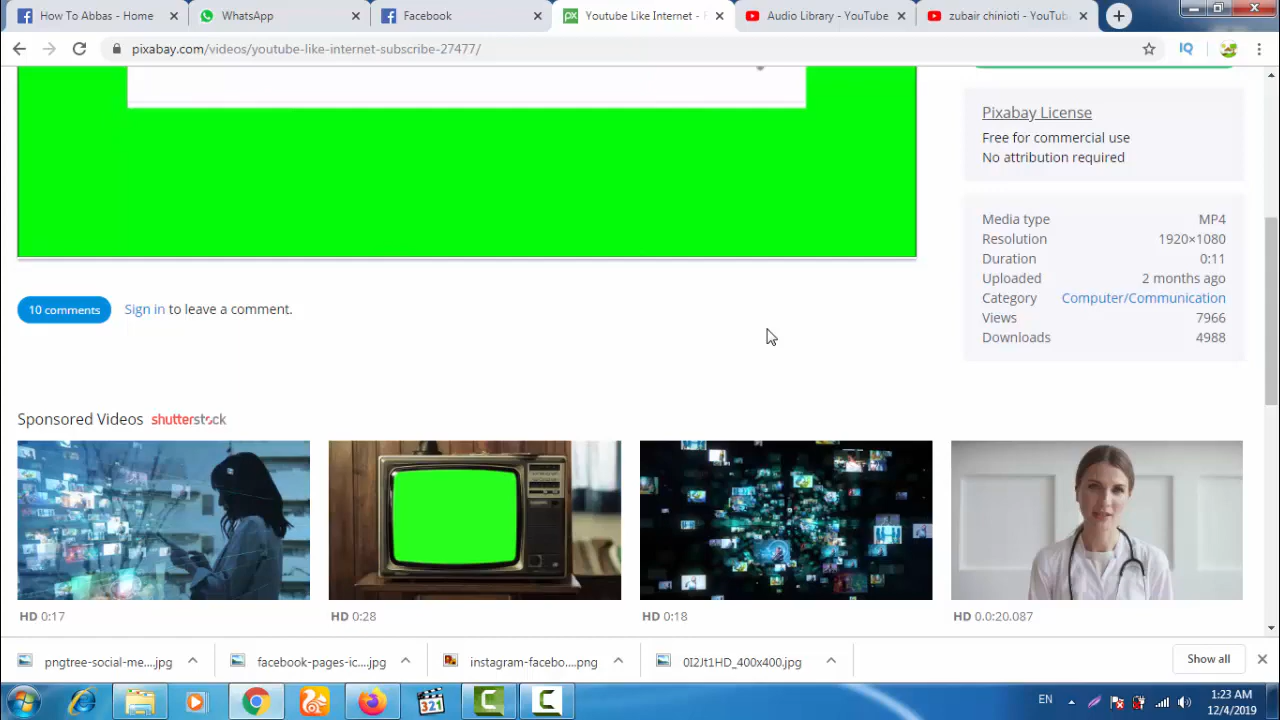 How To Abbas - Home
WhatsApp
Facebook
Youtube Like Internet -
Audio Library - YouTube
zubair chinioti - YouTub
pixabay.com/videos/youtube-like-internet-subscribe-27477/
IQ
Pixabay License
Free for commercial use
No attribution required
Media type MP4
Resolution 1920×1080
Duration 0:11
Uploaded 2 months ago
Category Computer/Communication
Views 7966
Downloads 4988
10 comments Sign in to leave a comment.
Sponsored Videos shutterstock
HD 0:17
HD 0:28
HD 0:18
HD 0.0:20.087
pngtree-social-me....jpg
facebook-pages-ic....jpg
instagram-facebo....png
0I2Jt1HD_400x400.jpg
Show all
321
EN
1:23 AM
12/4/2019